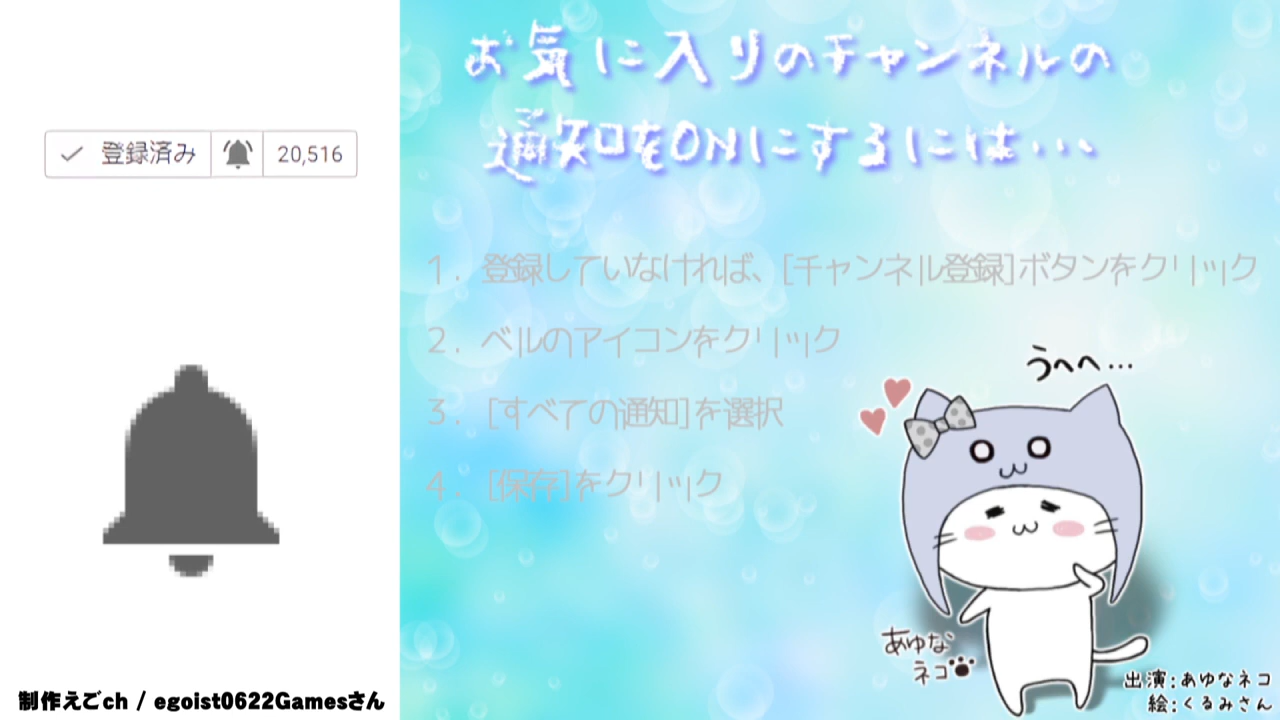 お気に入りのチャンネルの
通知をONにするには・・・
登録済み 20,516
1. 登録していなければ、[チャンネル登録]ボタンをクリック
2. ベルのアイコンをクリック
3. [すべての通知]を選択
4. [保存]をクリック
うへへ…
あゆな
ネコ
出演:あゆなネコ
絵:くるみさん
制作えごch / egoist0622Gamesさん